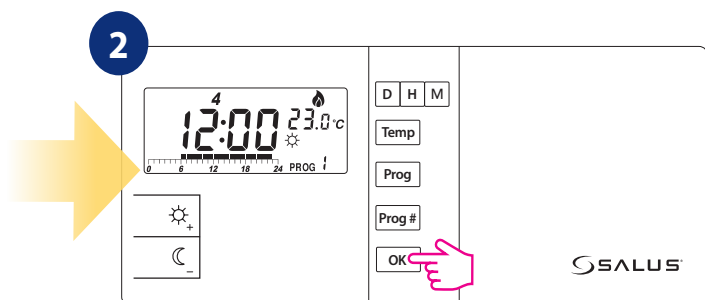 2
4
12:00 23.0°C
0 6 12 18 24 PROG 1
+
-
D H M
Temp
Prog
Prog #
OK
SALUS